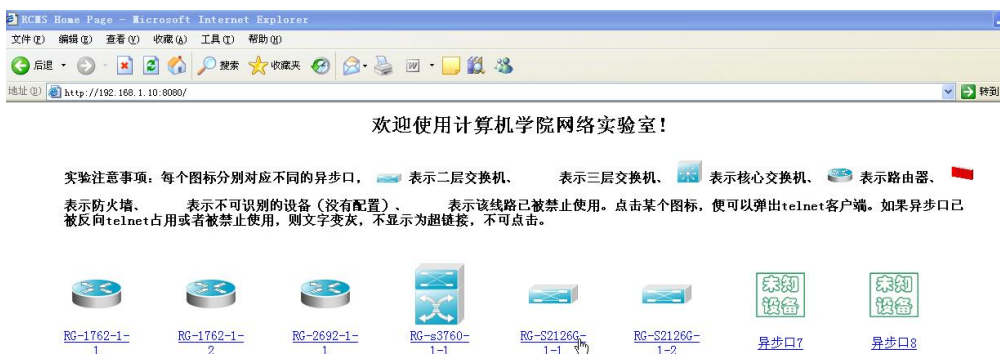 RCMS Home Page - Microsoft Internet Explorer
文件(F) 编辑(E) 查看(V) 收藏(A) 工具(T) 帮助(H)
后退 搜索 收藏夹
地址(D) http://192.168.1.10:8080/ 转到
欢迎使用计算机学院网络实验室！
实验注意事项：每个图标分别对应不同的异步口， 表示二层交换机、 表示三层交换机、 表示核心交换机、 表示路由器、
表示防火墙、 表示不可识别的设备（没有配置）、 表示该线路已被禁止使用。点击某个图标，便可以弹出telnet客户端。如果异步口已
被反向telnet占用或者被禁止使用，则文字变灰，不显示为超链接，不可点击。
未知 未知
设备 设备
RG-1762-1- RG-1762-1- RG-2692-1- RG-s3760- RG-S2126G- RG-S2126G- 异步口7 异步口8
1 2 1 1-1 1-1 1-2